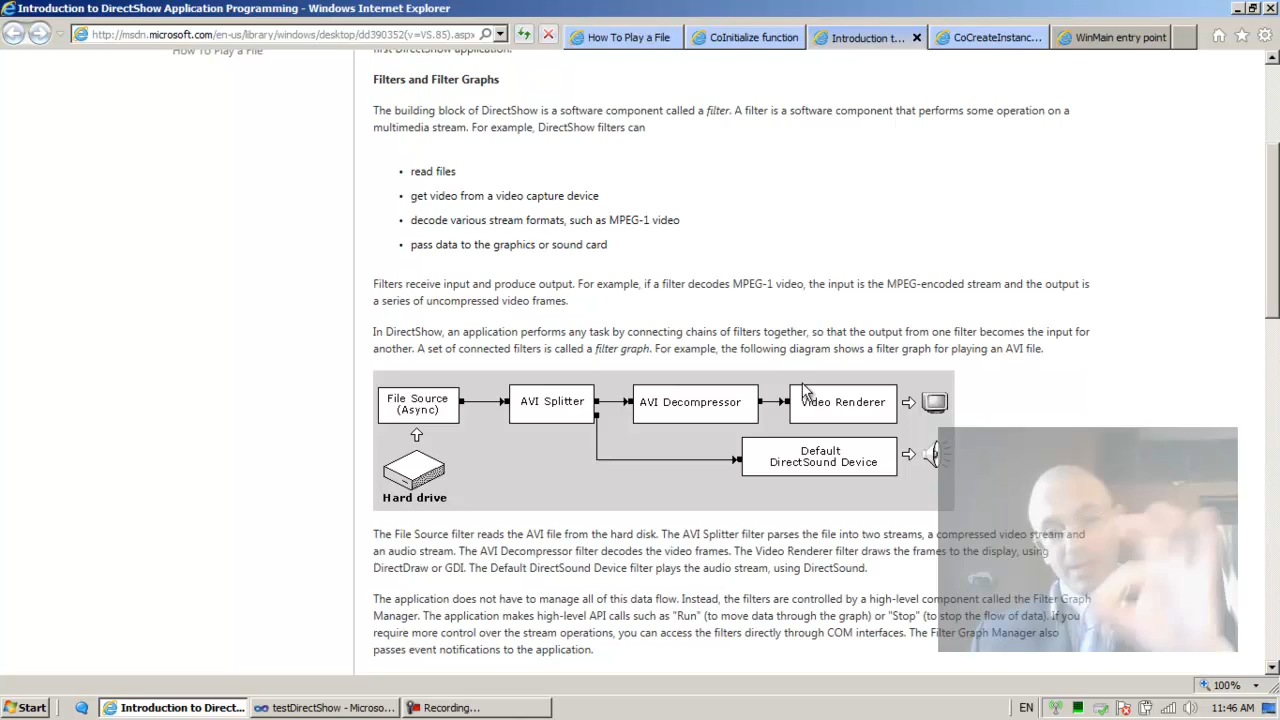 Introduction to DirectShow Application Programming - Windows Internet Explorer
http://msdn.microsoft.com/en-us/library/windows/desktop/dd390352(v=VS.85).aspx
How To Play a File
CoInitialize function
Introduction t...
CoCreateInstanc...
WinMain entry point
How To Play a File
first DirectShow application.
Filters and Filter Graphs
The building block of DirectShow is a software component called a filter. A filter is a software component that performs some operation on a
multimedia stream. For example, DirectShow filters can
• read files
• get video from a video capture device
• decode various stream formats, such as MPEG-1 video
• pass data to the graphics or sound card
Filters receive input and produce output. For example, if a filter decodes MPEG-1 video, the input is the MPEG-encoded stream and the output is
a series of uncompressed video frames.
In DirectShow, an application performs any task by connecting chains of filters together, so that the output from one filter becomes the input for
another. A set of connected filters is called a filter graph. For example, the following diagram shows a filter graph for playing an AVI file.
File Source
(Async)
AVI Splitter
AVI Decompressor
Video Renderer
Default
DirectSound Device
Hard drive
The File Source filter reads the AVI file from the hard disk. The AVI Splitter filter parses the file into two streams, a compressed video stream and
an audio stream. The AVI Decompressor filter decodes the video frames. The Video Renderer filter draws the frames to the display, using
DirectDraw or GDI. The Default DirectSound Device filter plays the audio stream, using DirectSound.
The application does not have to manage all of this data flow. Instead, the filters are controlled by a high-level component called the Filter Graph
Manager. The application makes high-level API calls such as "Run" (to move data through the graph) or "Stop" (to stop the flow of data). If you
require more control over the stream operations, you can access the filters directly through COM interfaces. The Filter Graph Manager also
passes event notifications to the application.
100%
Start
Introduction to Direct...
testDirectShow - Microso...
Recording...
EN
11:46 AM